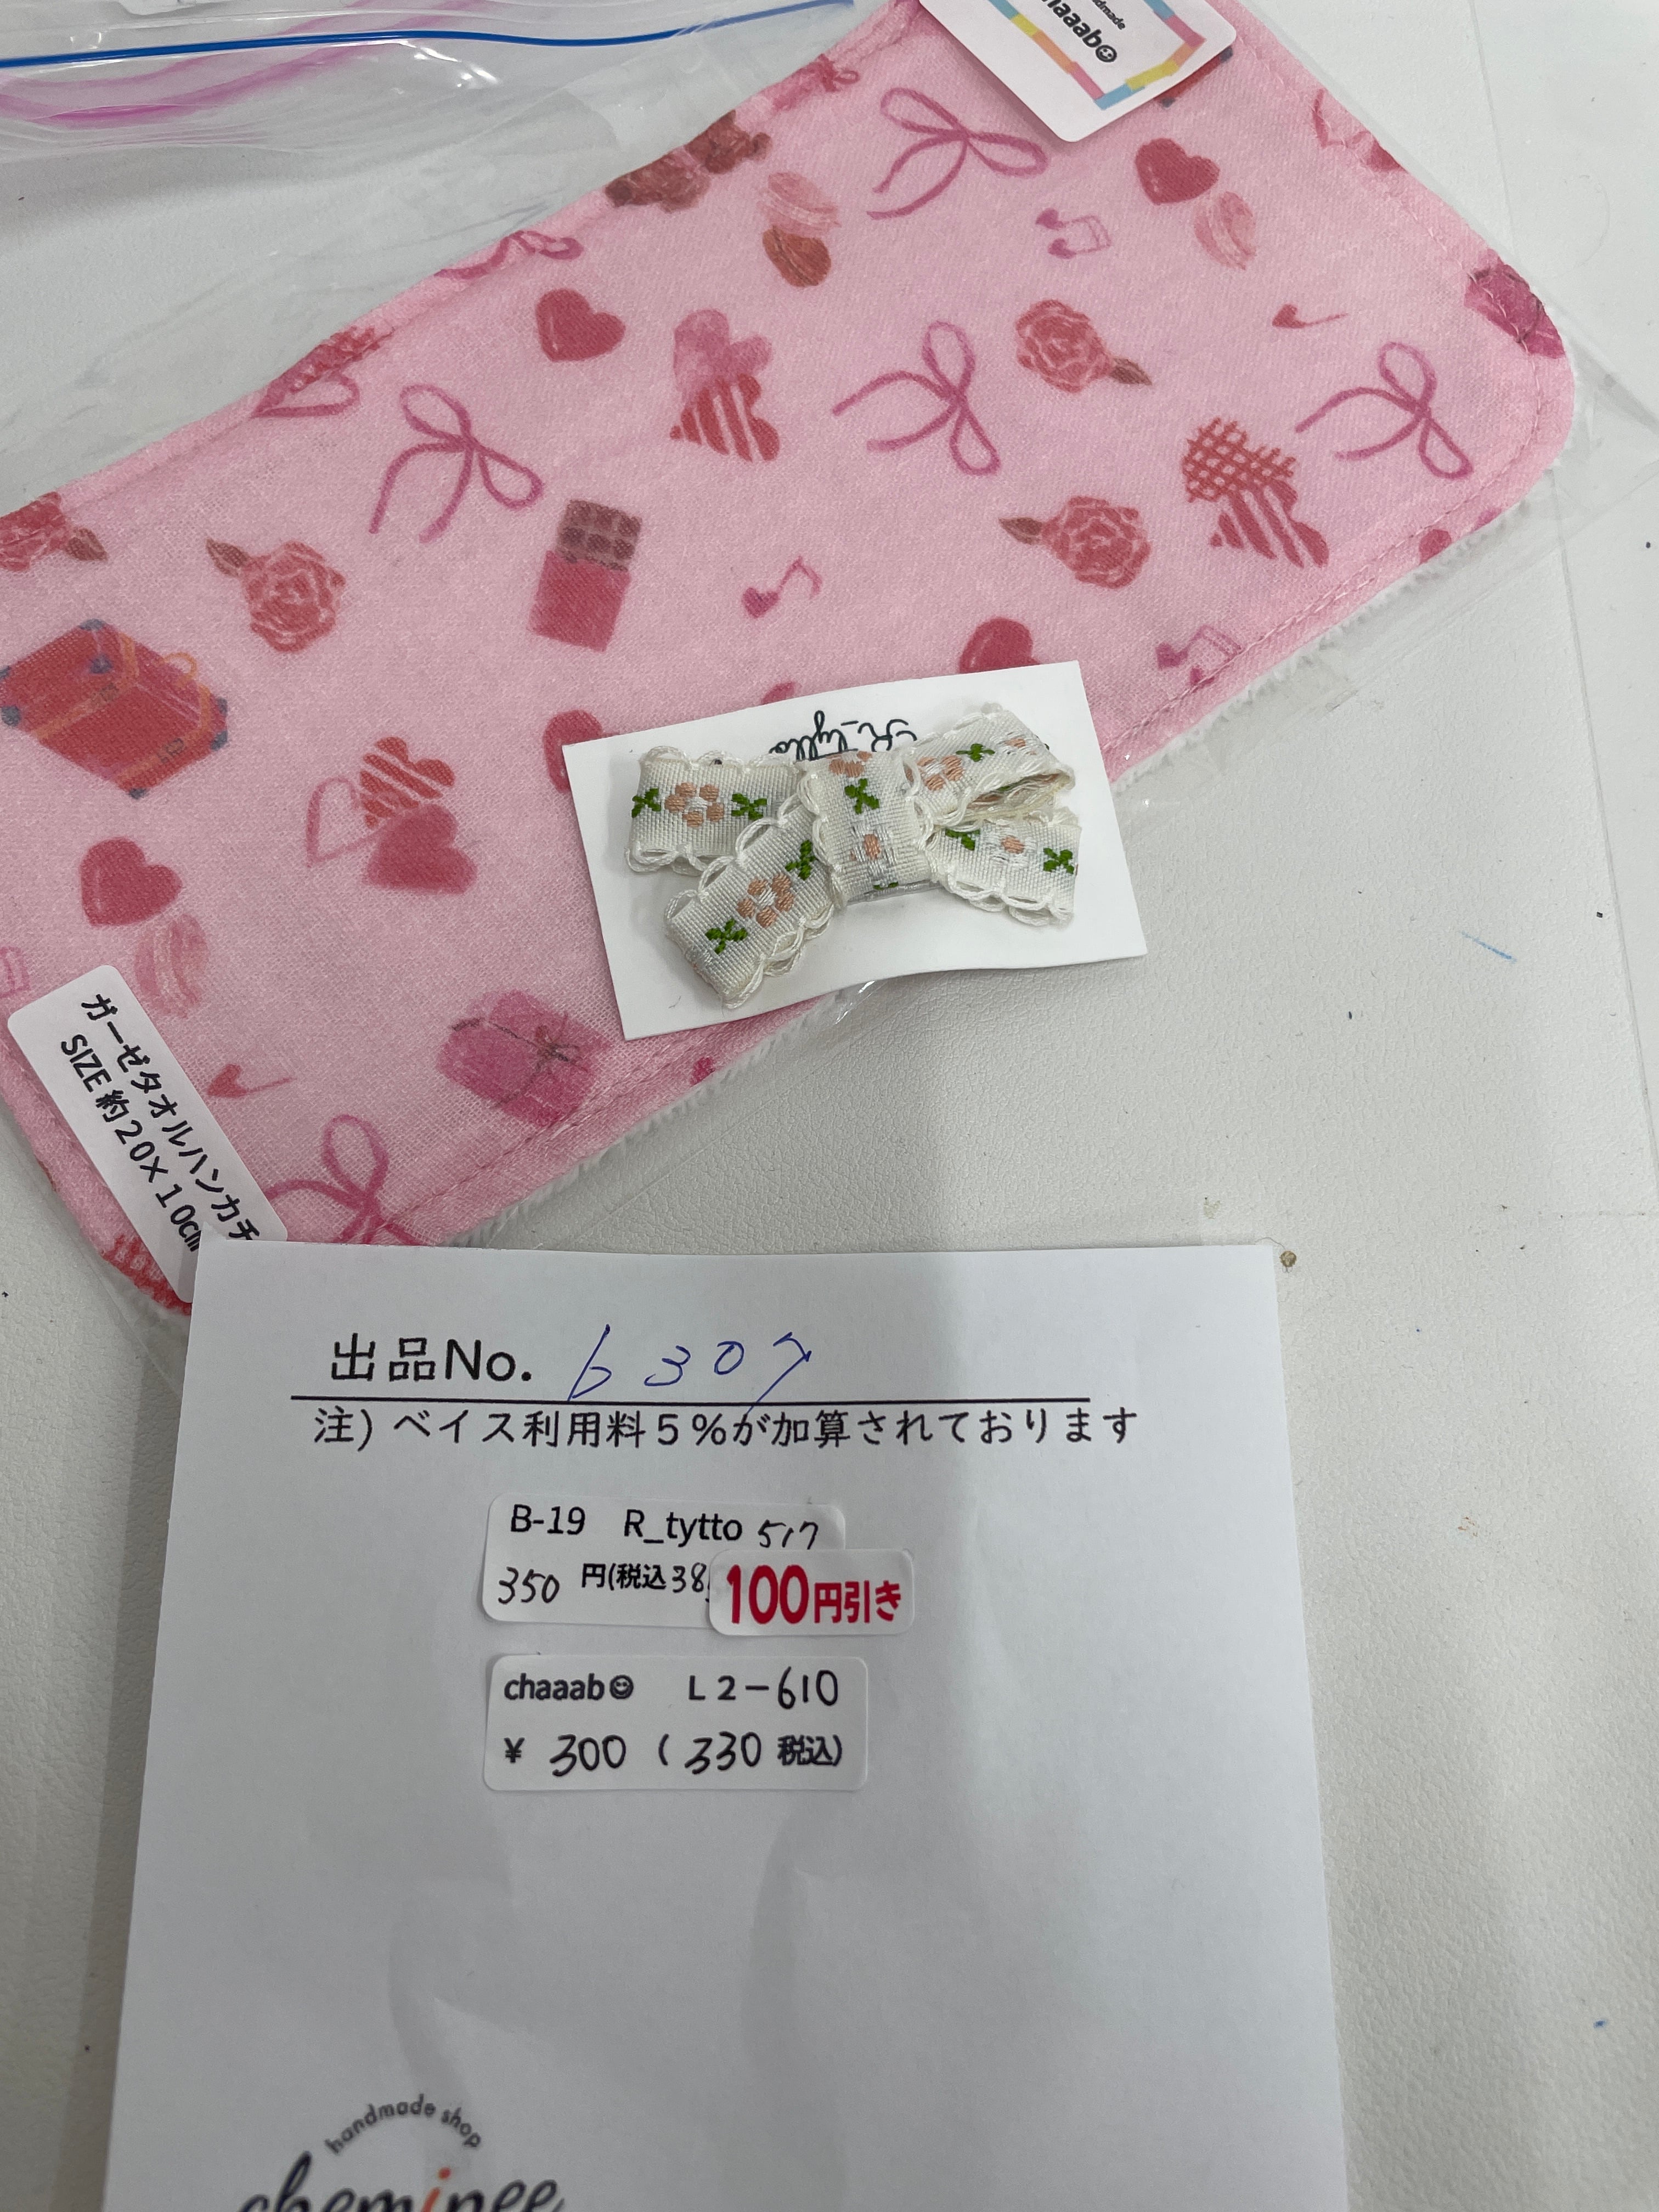 chaaab
R_tytto
ガーゼタオルハンカチ
SIZE 約20×10㎝
出品No. 6307
注) ベイス利用料5%が加算されております
B-19 R_tytto 517
350 円(税込38
100円引き
chaaab L2-610
¥ 300 (330 税込)
handmade shop
cheminee